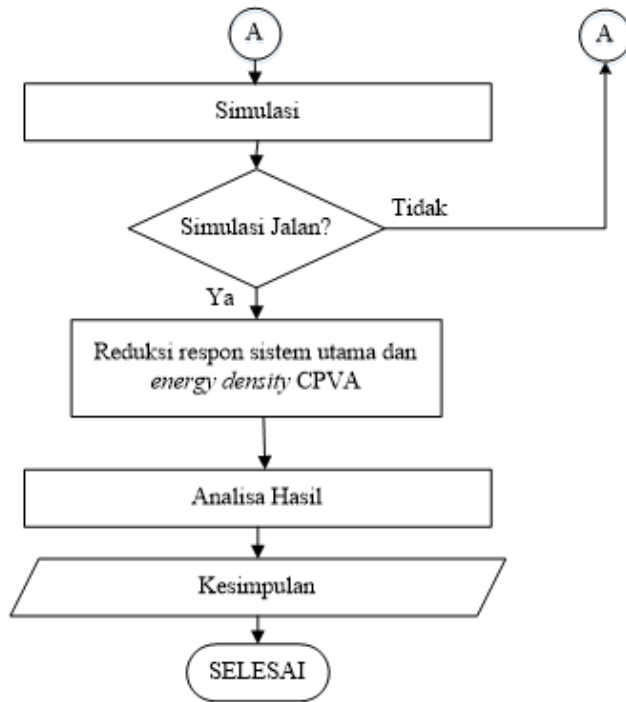 A
A
Simulasi
Simulasi Jalan?
Tidak
Ya
Reduksi respon sistem utama dan
energy density CPVA
Analisa Hasil
Kesimpulan
SELESAI